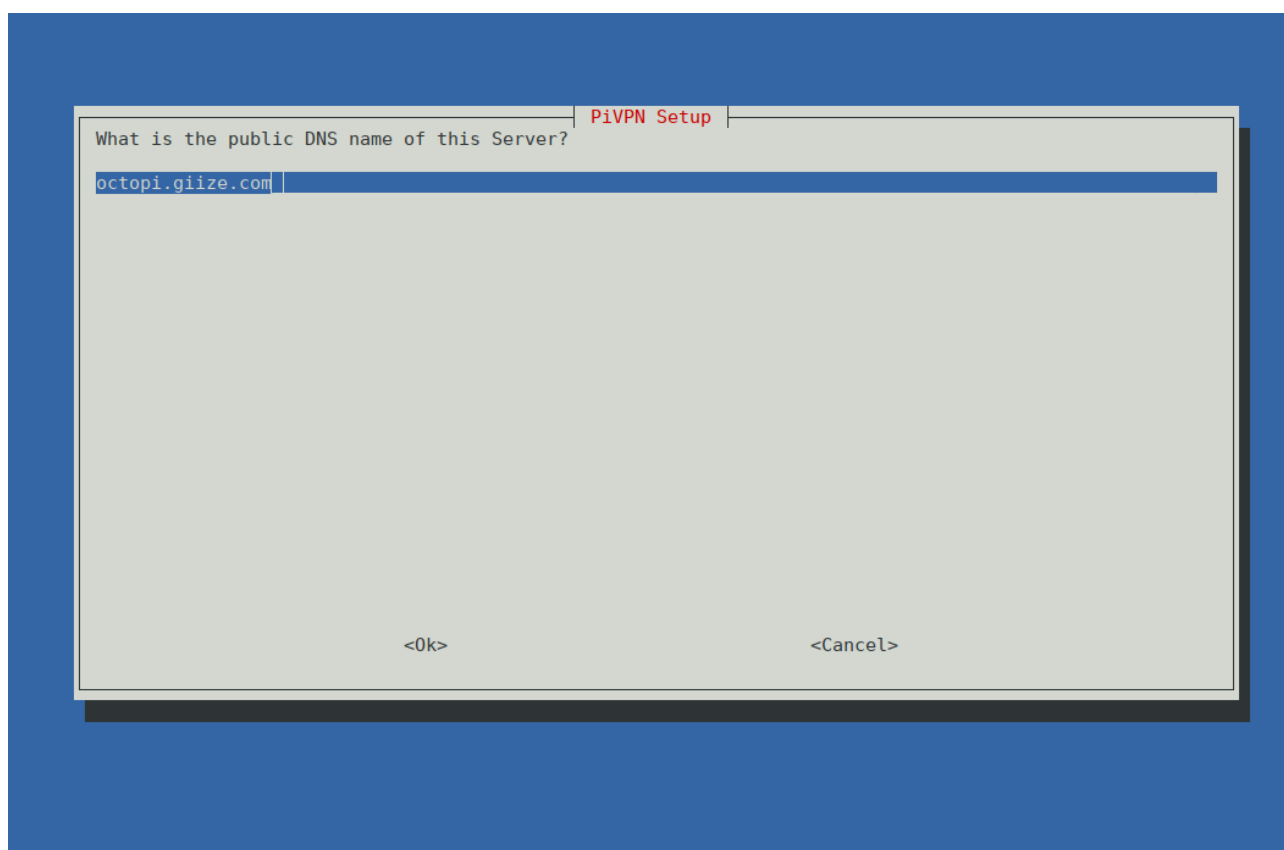 PiVPN Setup
What is the public DNS name of this Server?
octopi.giize.com
<Ok> <Cancel>